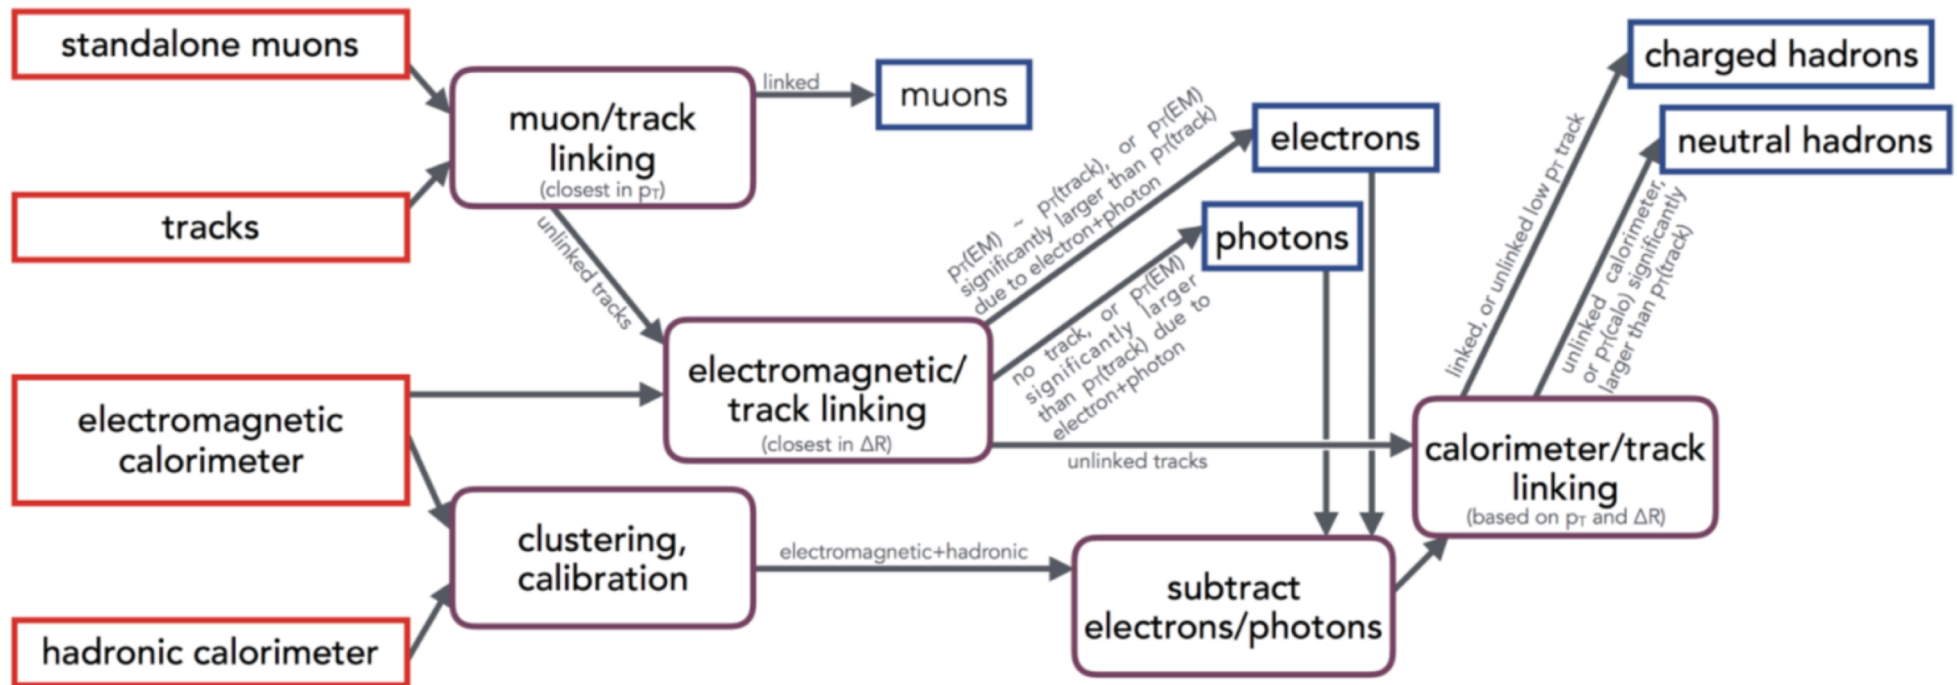 standalone muons
tracks
electromagnetic
calorimeter
hadronic calorimeter
muon/track
linking
(closest in pT)
linked
muons
unlinked tracks
electromagnetic/
track linking
(closest in ΔR)
clustering,
calibration
electromagnetic+hadronic
pT(EM) ~ pT(track), or pT(EM)
significantly larger than pT(track)
due to electron+photon
electrons
no track, or pT(EM)
significantly larger
than pT(track) due to
electron+photon
photons
unlinked tracks
subtract
electrons/photons
calorimeter/track
linking
(based on pT and ΔR)
linked, or unlinked low pT track
charged hadrons
unlinked calorimeter,
or pT(calo) significantly
larger than pT(track)
neutral hadrons